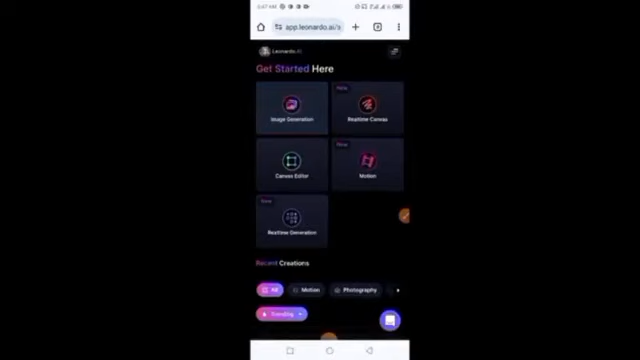 app.leonardo.ai/s
Leonardo.Ai
Get Started Here
Image Generation
New
Realtime Canvas
Canvas Editor
New
Motion
New
Realtime Generation
Recent Creations
All
Motion
Photography
Trending